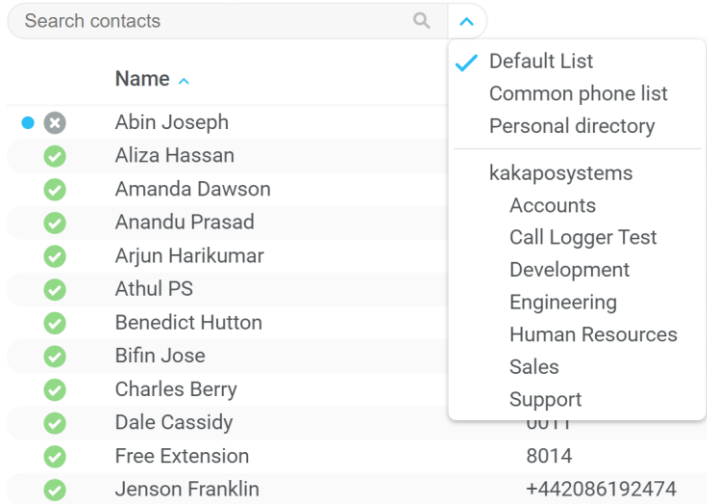 Search contacts
Default List
Common phone list
Personal directory
kakaposystems
Accounts
Call Logger Test
Development
Engineering
Human Resources
Sales
Support
Name
Abin Joseph
Aliza Hassan
Amanda Dawson
Anandu Prasad
Arjun Harikumar
Athul PS
Benedict Hutton
Bifin Jose
Charles Berry
Dale Cassidy 0011
Free Extension 8014
Jenson Franklin +442086192474